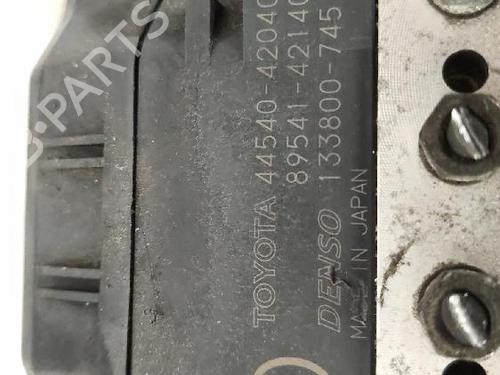 TOYOTA 44540-42040
89541-42140
DENSO 133800-745
MADE IN JAPAN
B-PARTS